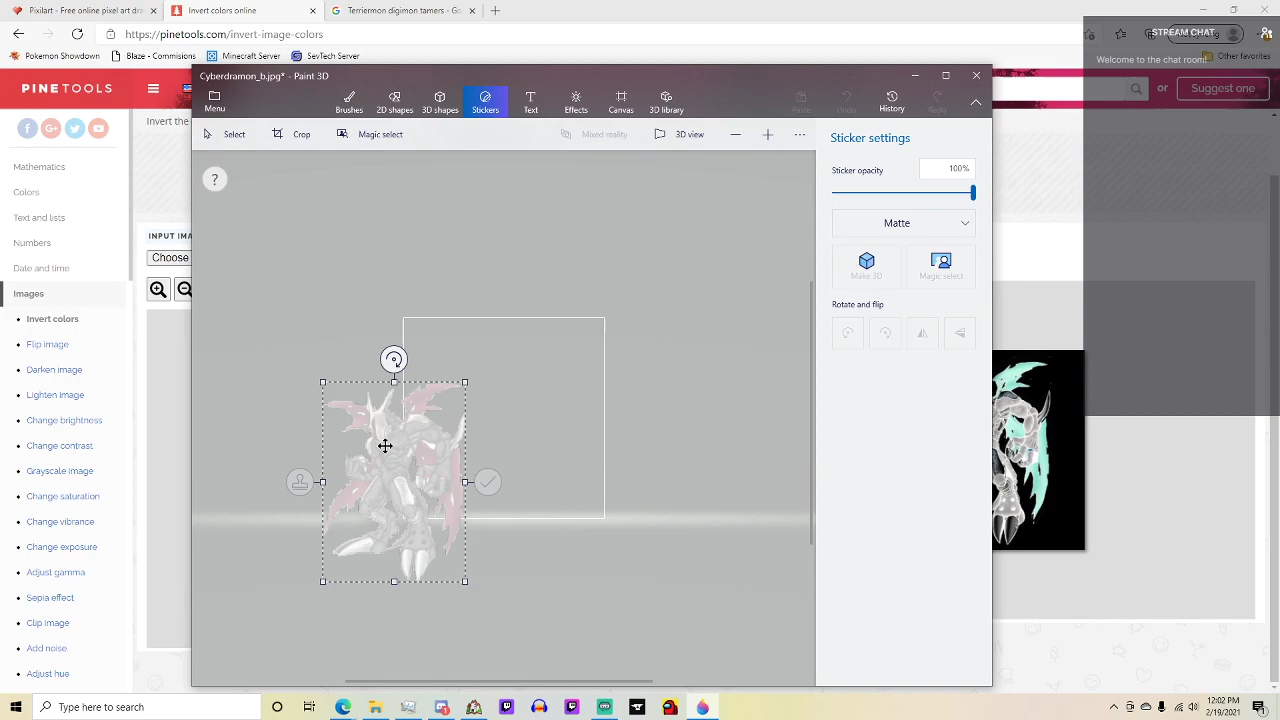 Pixilart - Free online pixel art dra
Invert colors
Terriermon digimon tamers - Go
https://pinetools.com/invert-image-colors
STREAM CHAT
Disboard
Blaze - Comissions
Minecraft Server
SevTech Server
Other favorites
Welcome to the chat room!
PINETOOLS
or
Suggest one
Cyberdramon_b.jpg* - Paint 3D
Menu
Brushes
2D shapes
3D shapes
Stickers
Text
Effects
Canvas
3D library
Paste
Undo
History
Redo
Select
Crop
Magic select
Mixed reality
3D view
Sticker settings
Sticker opacity
100%
Matte
Make 3D
Magic select
Rotate and flip
?
Invert the
INPUT IMA
Choose
Mathematics
Colors
Text and lists
Numbers
Date and time
Images
Invert colors
Flip image
Darken image
Lighten image
Change brightness
Change contrast
Grayscale image
Change saturation
Change vibrance
Change exposure
Adjust gamma
Sepia effect
Clip image
Add noise
Adjust hue
Type here to search
12:02 PM
2/19/2021